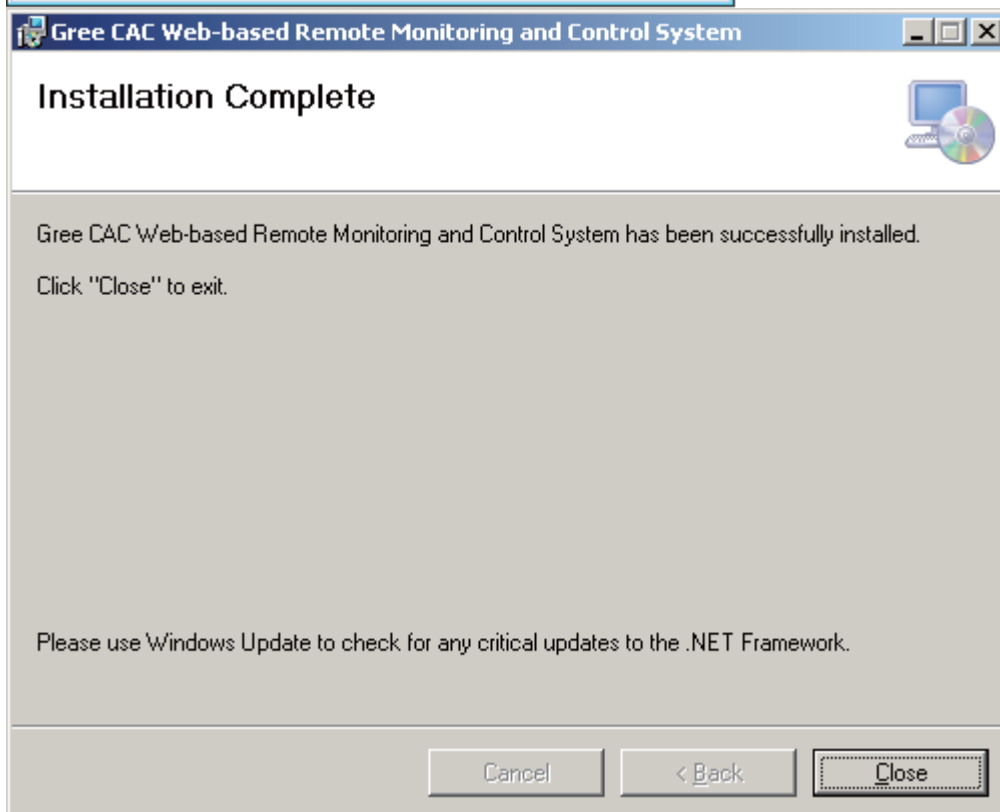 Gree CAC Web-based Remote Monitoring and Control System
Installation Complete
Gree CAC Web-based Remote Monitoring and Control System has been successfully installed.
Click "Close" to exit.
Please use Windows Update to check for any critical updates to the .NET Framework.
Cancel
< Back
Close